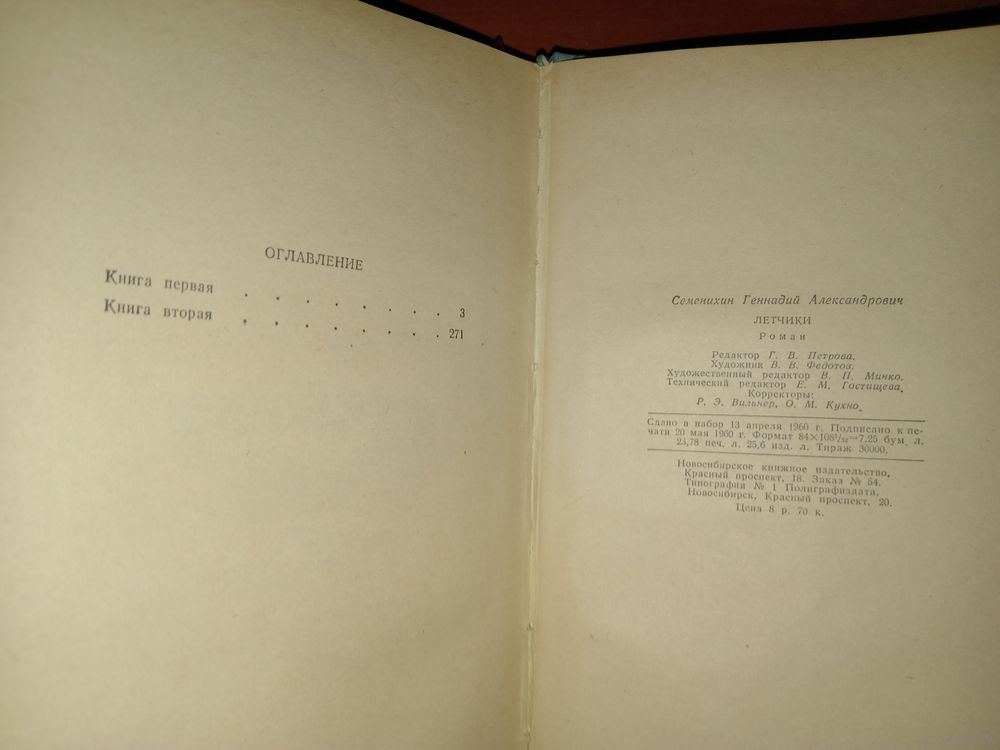 ОГЛАВЛЕНИЕ
Книга первая . . . . . . . . 3
Книга вторая . . . . . . . . 271
Семенихин Геннадий Александрович
ЛЕТЧИКИ
Роман
Редактор Г. В. Петрова.
Художник В. В. Федотов.
Художественный редактор В. П. Минко.
Технический редактор Е. М. Гостищева.
Корректоры:
Р. Э. Вильнер, О. М. Кухно.
Сдано в набор 13 апреля 1960 г. Подписано к пе-
чати 20 мая 1960 г. Формат 84×108¹/₃₂—7.25 бум. л.
23,78 печ. л. 25,6 изд. л. Тираж 30000.
Новосибирское книжное издательство,
Красный проспект, 18. Заказ № 54.
Типография № 1 Полиграфиздата,
Новосибирск, Красный проспект, 20.
Цена 8 р. 70 к.